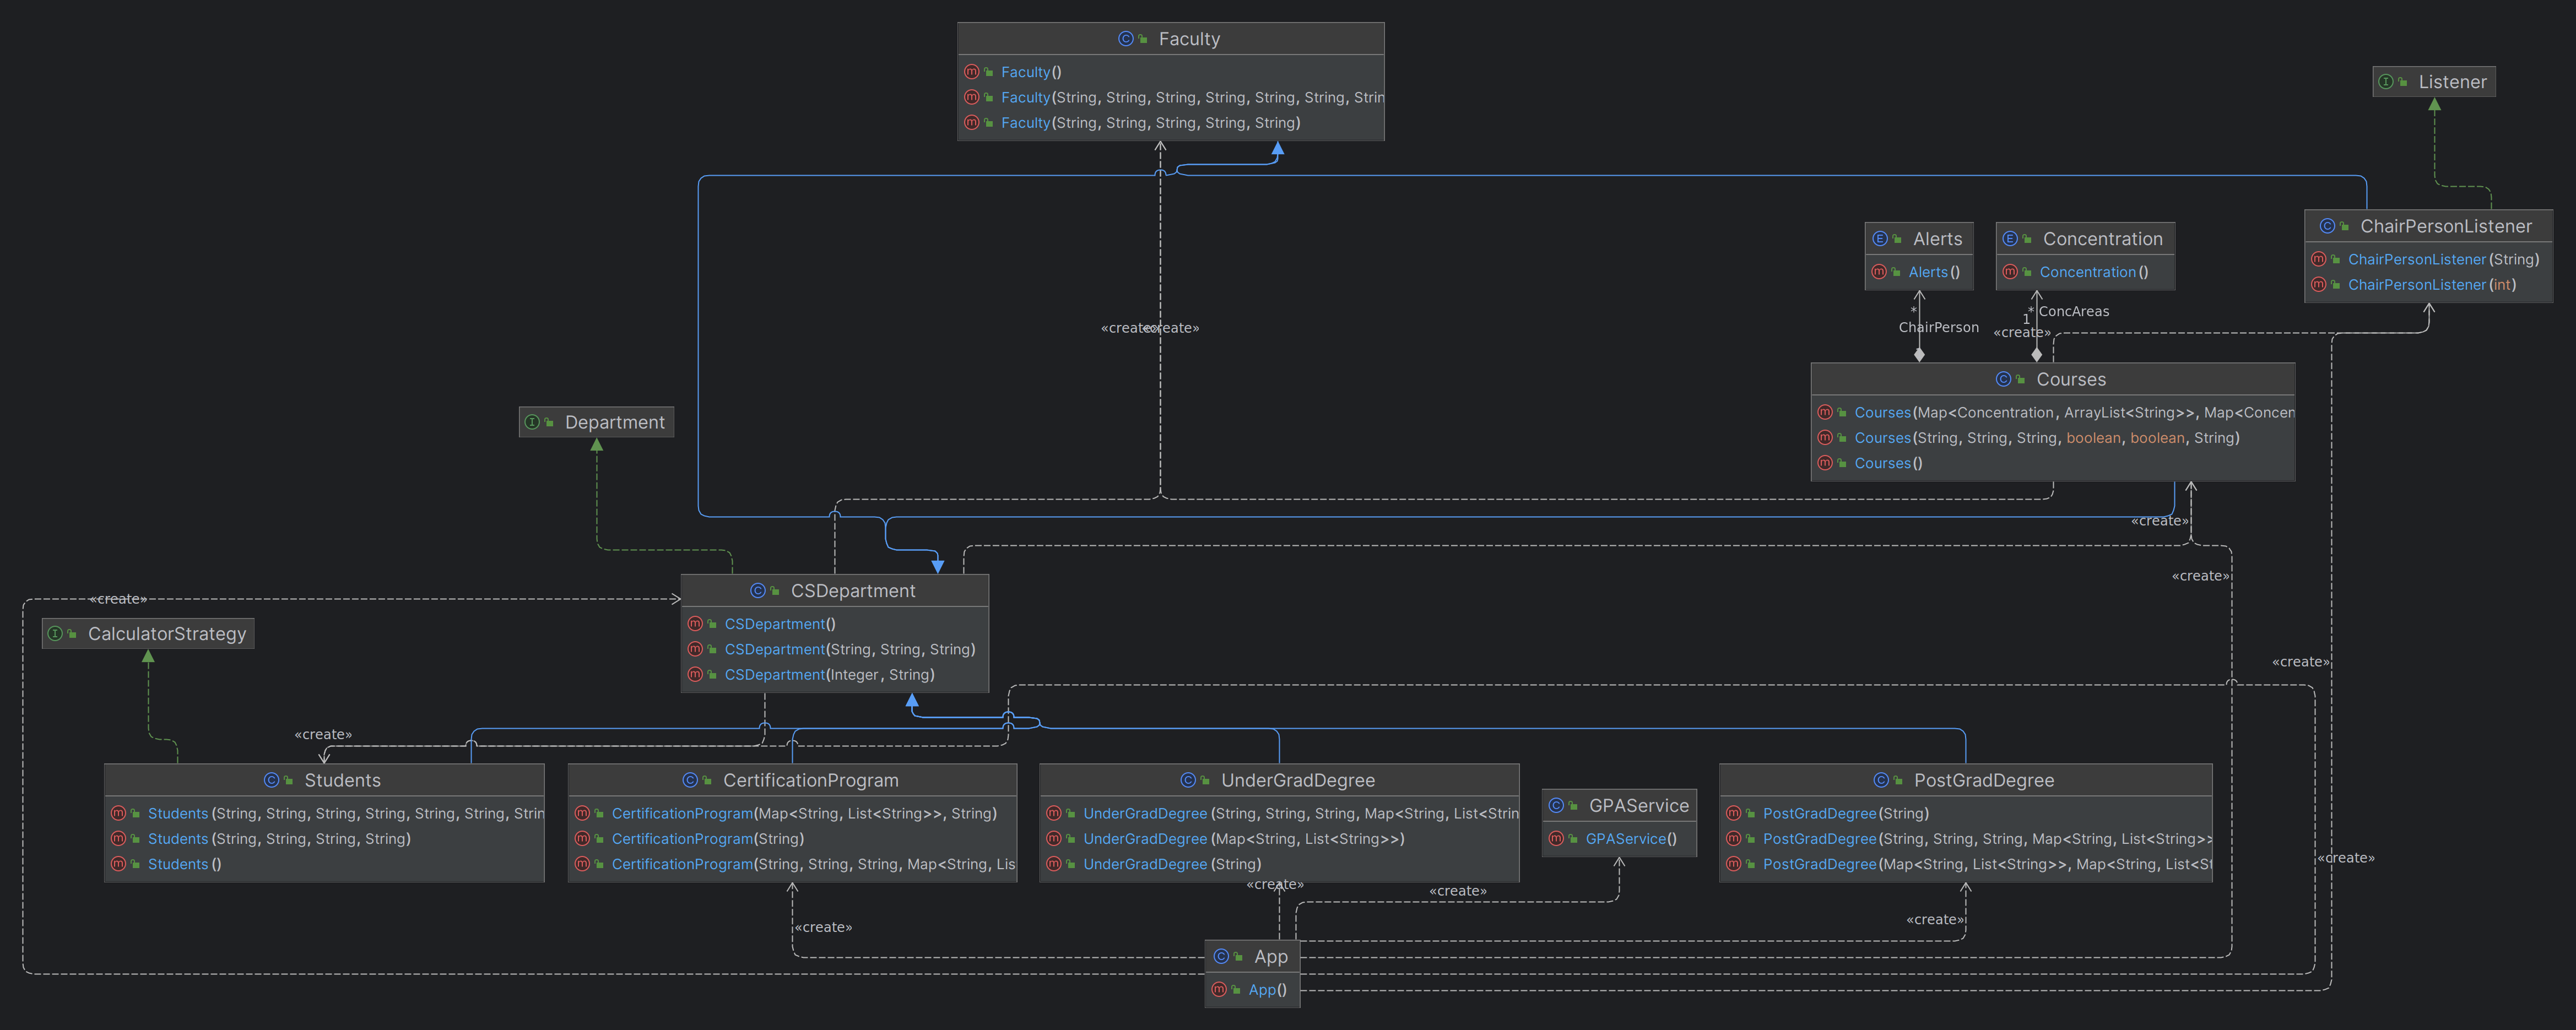 Faculty
Faculty()
Faculty(String, String, String, String, String, String, Strin
Faculty(String, String, String, String, String)
Listener
Alerts
Alerts()
Concentration
Concentration()
ChairPersonListener
ChairPersonListener(String)
ChairPersonListener(int)
*
ChairPerson
1
* ConcAreas
«create»
«create»
«create»
Courses
Courses(Map<Concentration, ArrayList<String>>, Map<Concen
Courses(String, String, String, boolean, boolean, String)
Courses()
Department
«create»
«create»
CSDepartment
CSDepartment()
CSDepartment(String, String, String)
CSDepartment(Integer, String)
«create»
CalculatorStrategy
«create»
«create»
Students
Students(String, String, String, String, String, String, Strin
Students(String, String, String, String)
Students()
CertificationProgram
CertificationProgram(Map<String, List<String>>, String)
CertificationProgram(String)
CertificationProgram(String, String, String, Map<String, Lis
UnderGradDegree
UnderGradDegree(String, String, String, Map<String, List<Strin
UnderGradDegree(Map<String, List<String>>)
UnderGradDegree(String)
GPAService
GPAService()
PostGradDegree
PostGradDegree(String)
PostGradDegree(String, String, String, Map<String, List<String>>
PostGradDegree(Map<String, List<String>>, Map<String, List<St
«create»
«create»
«create»
«create»
«create»
App
App()